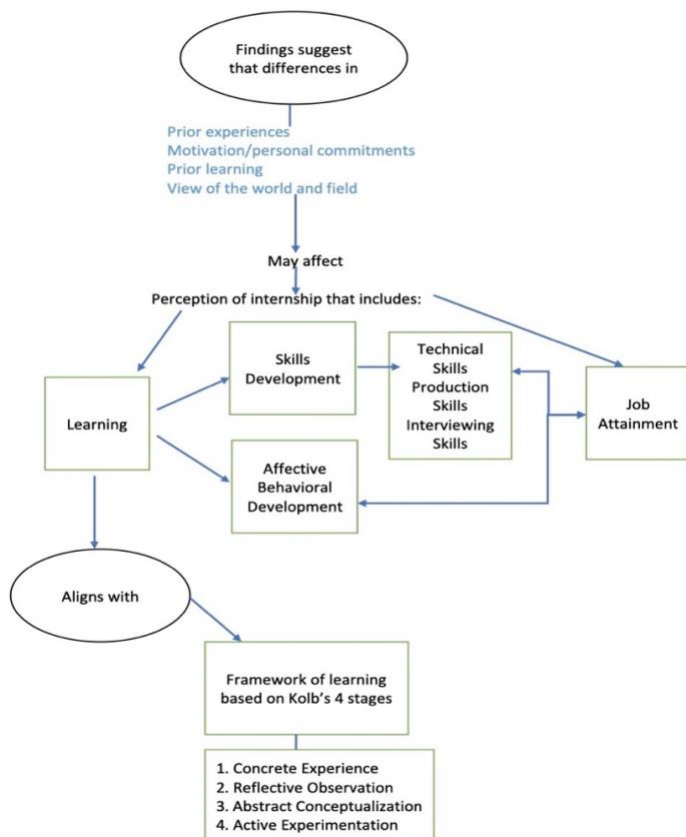 Findings suggest
that differences in
Prior experiences
Motivation/personal commitments
Prior learning
View of the world and field
May affect
Perception of internship that includes:
Learning
Skills
Development
Technical
Skills
Production
Skills
Interviewing
Skills
Job
Attainment
Affective
Behavioral
Development
Aligns with
Framework of learning
based on Kolb's 4 stages
1. Concrete Experience
2. Reflective Observation
3. Abstract Conceptualization
4. Active Experimentation